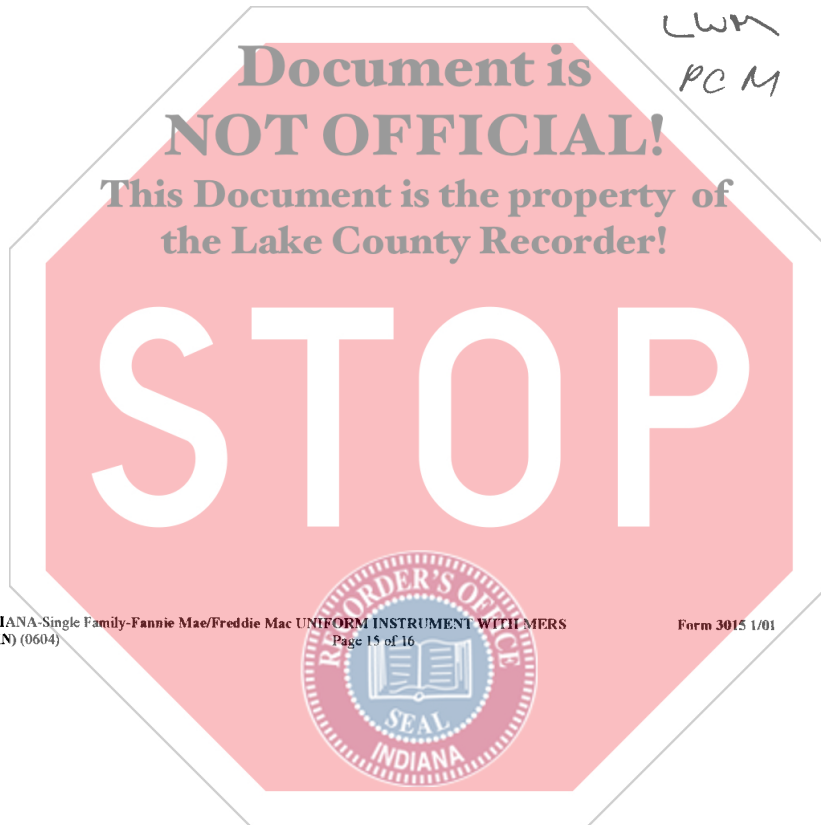 LWM
PCM
Document is
NOT OFFICIAL!
This Document is the property of
the Lake County Recorder!
STOP
IANA-Single Family-Fannie Mae/Freddie Mac UNIFORM INSTRUMENT WITH MERS Form 3015 1/01
N) (0604) Page 15 of 16
RECORDER'S OFFICE
SEAL
INDIANA